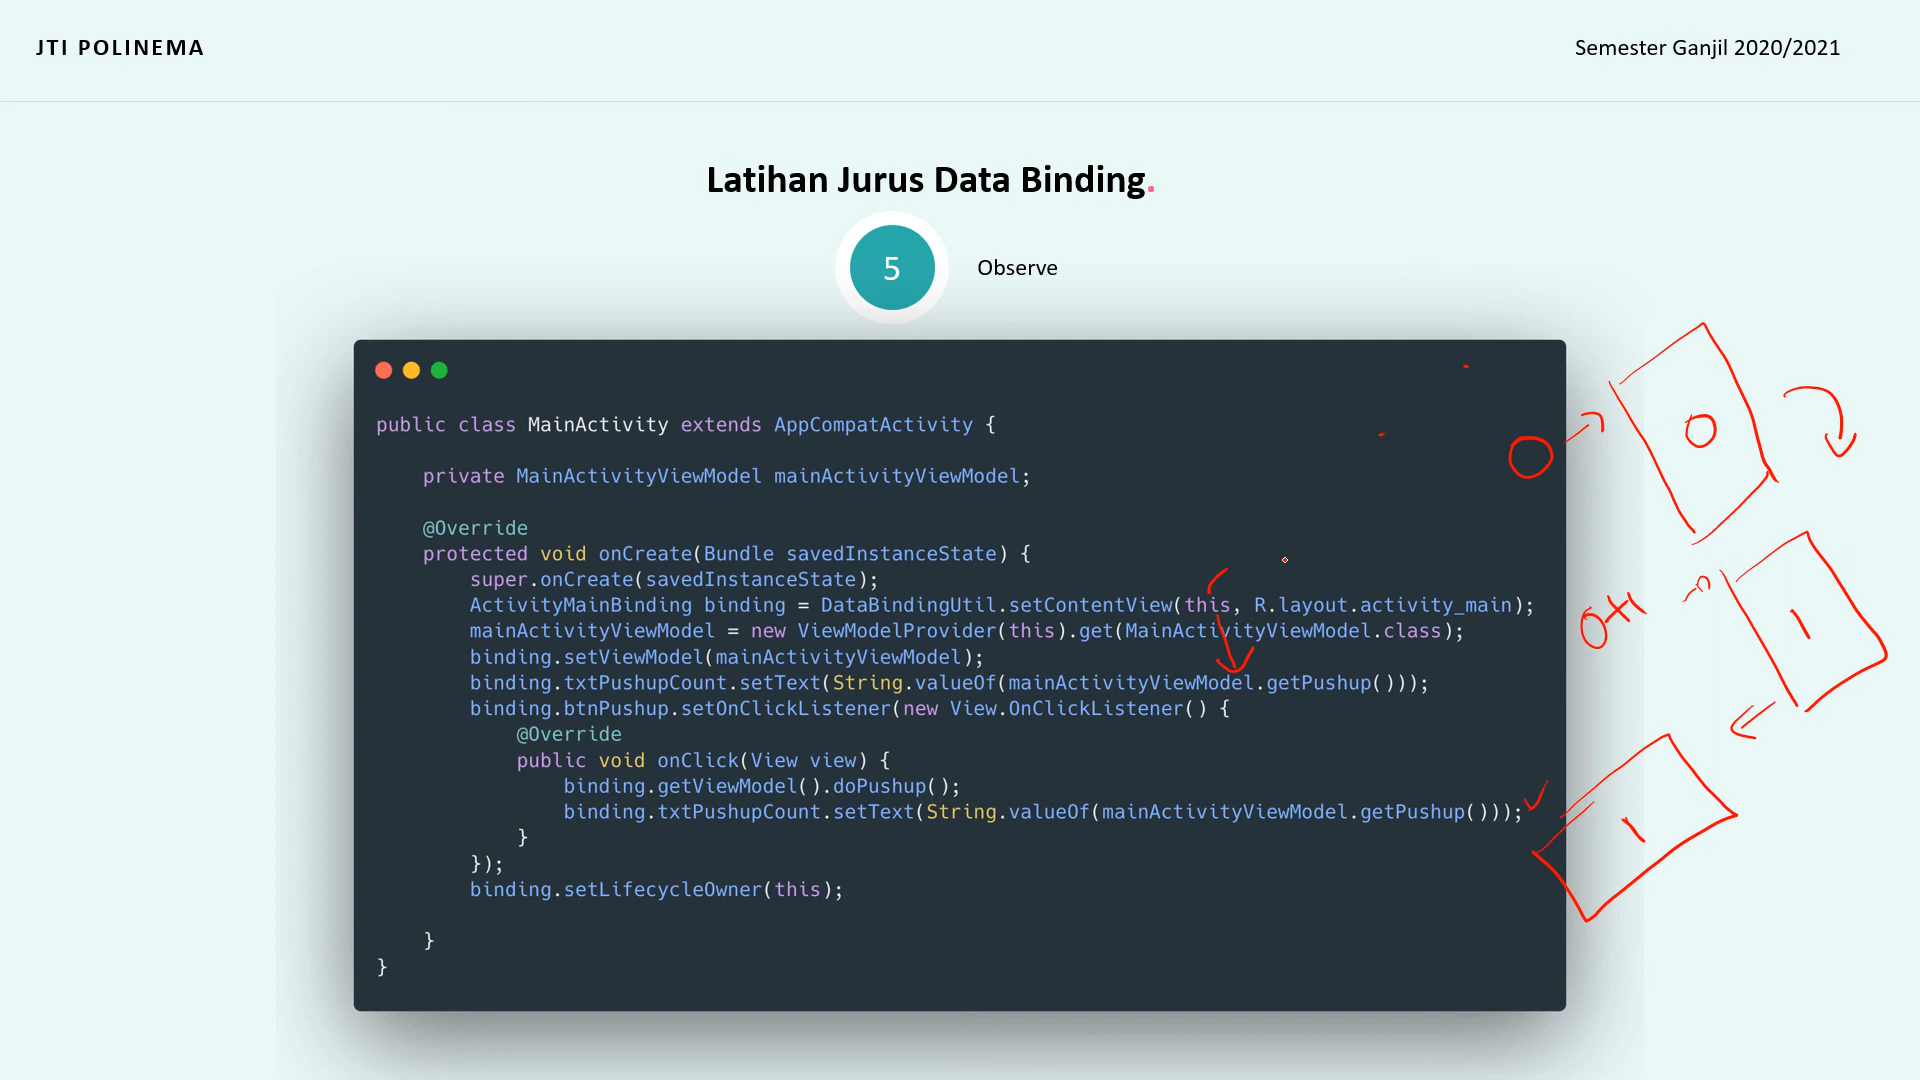 JTI POLINEMA
Semester Ganjil 2020/2021
Latihan Jurus Data Binding.
5
Observe
public class MainActivity extends AppCompatActivity {
    private MainActivityViewModel mainActivityViewModel;
    @Override
    protected void onCreate(Bundle savedInstanceState) {
        super.onCreate(savedInstanceState);
        ActivityMainBinding binding = DataBindingUtil.setContentView(this, R.layout.activity_main);
        mainActivityViewModel = new ViewModelProvider(this).get(MainActivityViewModel.class);
        binding.setViewModel(mainActivityViewModel);
        binding.txtPushupCount.setText(String.valueOf(mainActivityViewModel.getPushup()));
        binding.btnPushup.setOnClickListener(new View.OnClickListener() {
            @Override
            public void onClick(View view) {
                binding.getViewModel().doPushup();
                binding.txtPushupCount.setText(String.valueOf(mainActivityViewModel.getPushup()));
            }
        });
        binding.setLifecycleOwner(this);
    }
}
0
0
0+1
1
1